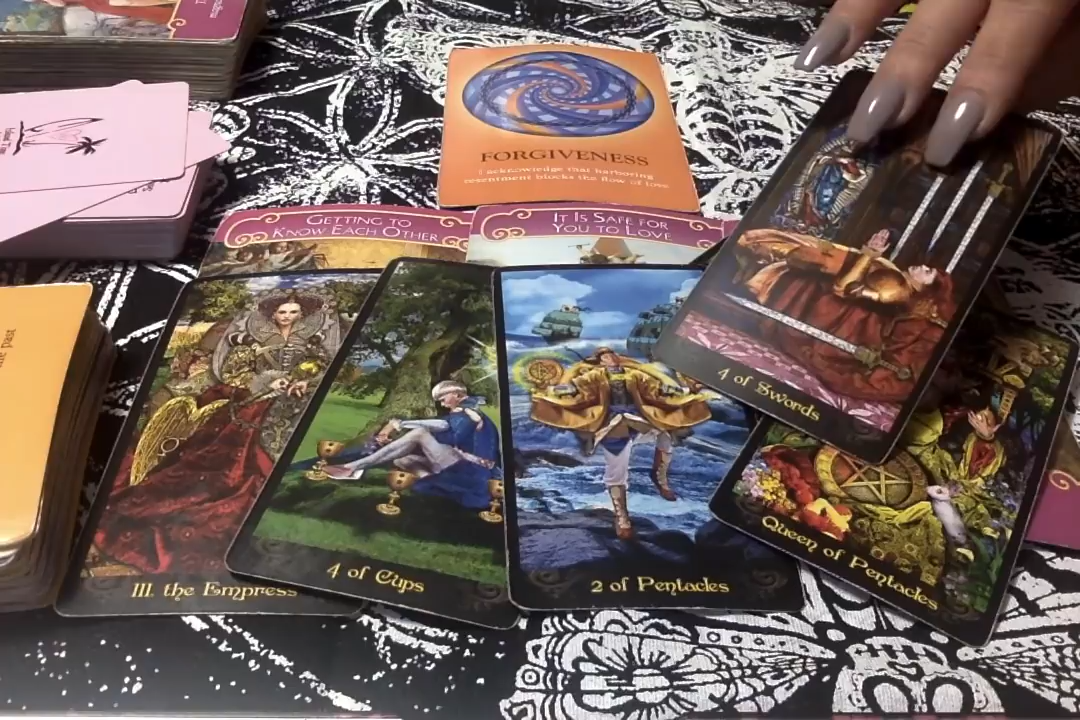 FORGIVENESS
I acknowledge that harboring
resentment blocks the flow of love
GETTING TO
KNOW EACH OTHER
IT IS SAFE FOR
YOU TO LOVE
4 of Swords
III. the Empress
4 of Cups
2 of Pentacles
Queen of Pentacles
past